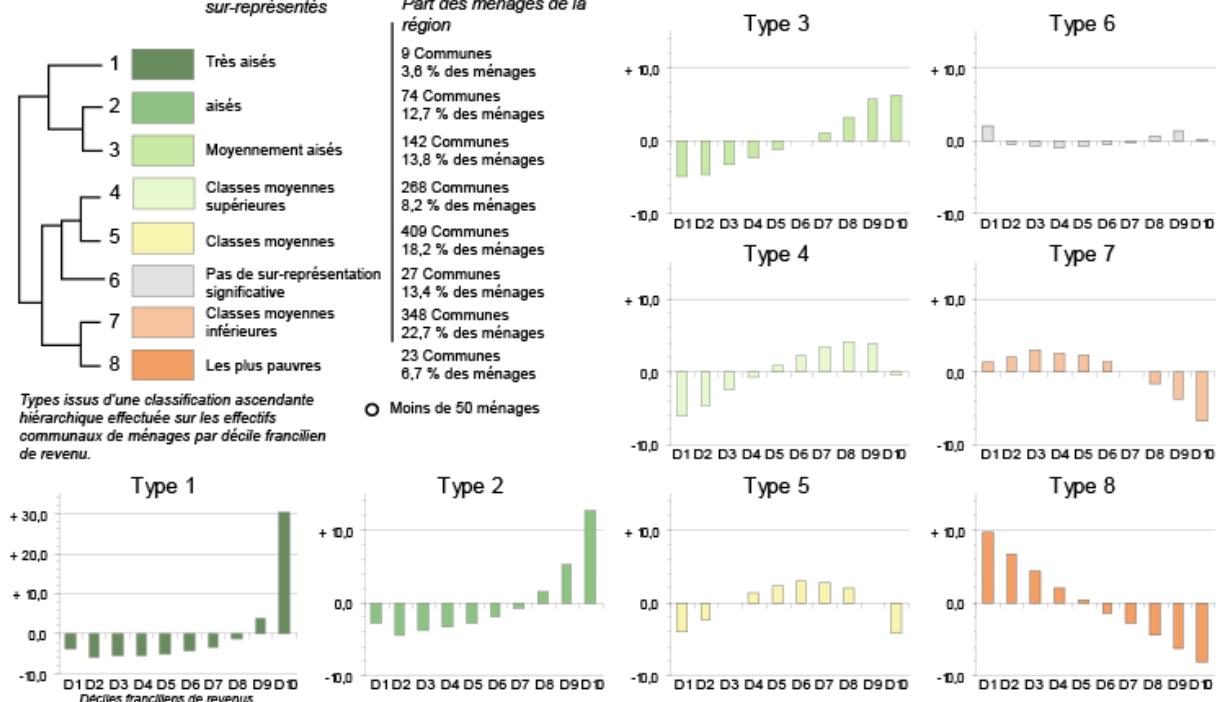 sur-représentés
Part des ménages de la
région
1 Très aisés
9 Communes
3,6 % des ménages
2 aisés
74 Communes
12,7 % des ménages
3 Moyennement aisés
142 Communes
13,8 % des ménages
4 Classes moyennes
supérieures
268 Communes
8,2 % des ménages
5 Classes moyennes
409 Communes
18,2 % des ménages
6 Pas de sur-représentation
significative
27 Communes
13,4 % des ménages
7 Classes moyennes
inférieures
348 Communes
22,7 % des ménages
8 Les plus pauvres
23 Communes
6,7 % des ménages
Types issus d'une classification ascendante
hiérarchique effectuée sur les effectifs
communaux de ménages par décile francilien
de revenu.
Moins de 50 ménages
Type 3
+ 10,0
0,0
-10,0
D1 D2 D3 D4 D5 D6 D7 D8 D9 D10
Type 6
+ 10,0
0,0
-10,0
D1 D2 D3 D4 D5 D6 D7 D8 D9 D10
Type 4
+ 10,0
0,0
-10,0
D1 D2 D3 D4 D5 D6 D7 D8 D9 D10
Type 7
+ 10,0
0,0
-10,0
D1 D2 D3 D4 D5 D6 D7 D8 D9 D10
Type 1
+ 30,0
+ 20,0
+ 10,0
0,0
-10,0
D1 D2 D3 D4 D5 D6 D7 D8 D9 D10
Déciles franciliens de revenus
Type 2
+ 10,0
0,0
-10,0
D1 D2 D3 D4 D5 D6 D7 D8 D9 D10
Type 5
+ 10,0
0,0
-10,0
D1 D2 D3 D4 D5 D6 D7 D8 D9 D10
Type 8
+ 10,0
0,0
-10,0
D1 D2 D3 D4 D5 D6 D7 D8 D9 D10